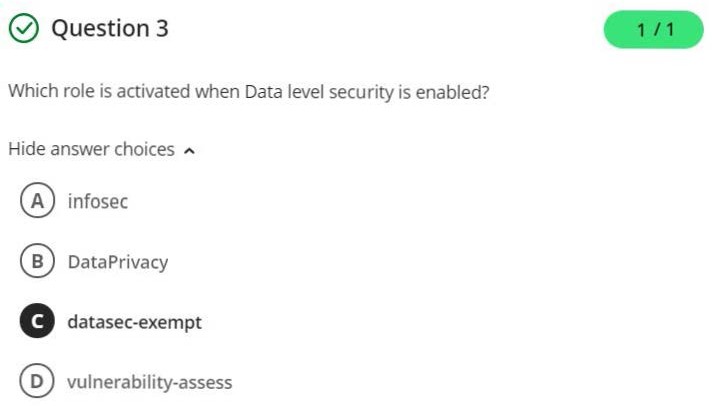 Question 3
1 / 1
Which role is activated when Data level security is enabled?
Hide answer choices
A infosec
B DataPrivacy
C datasec-exempt
D vulnerability-assess